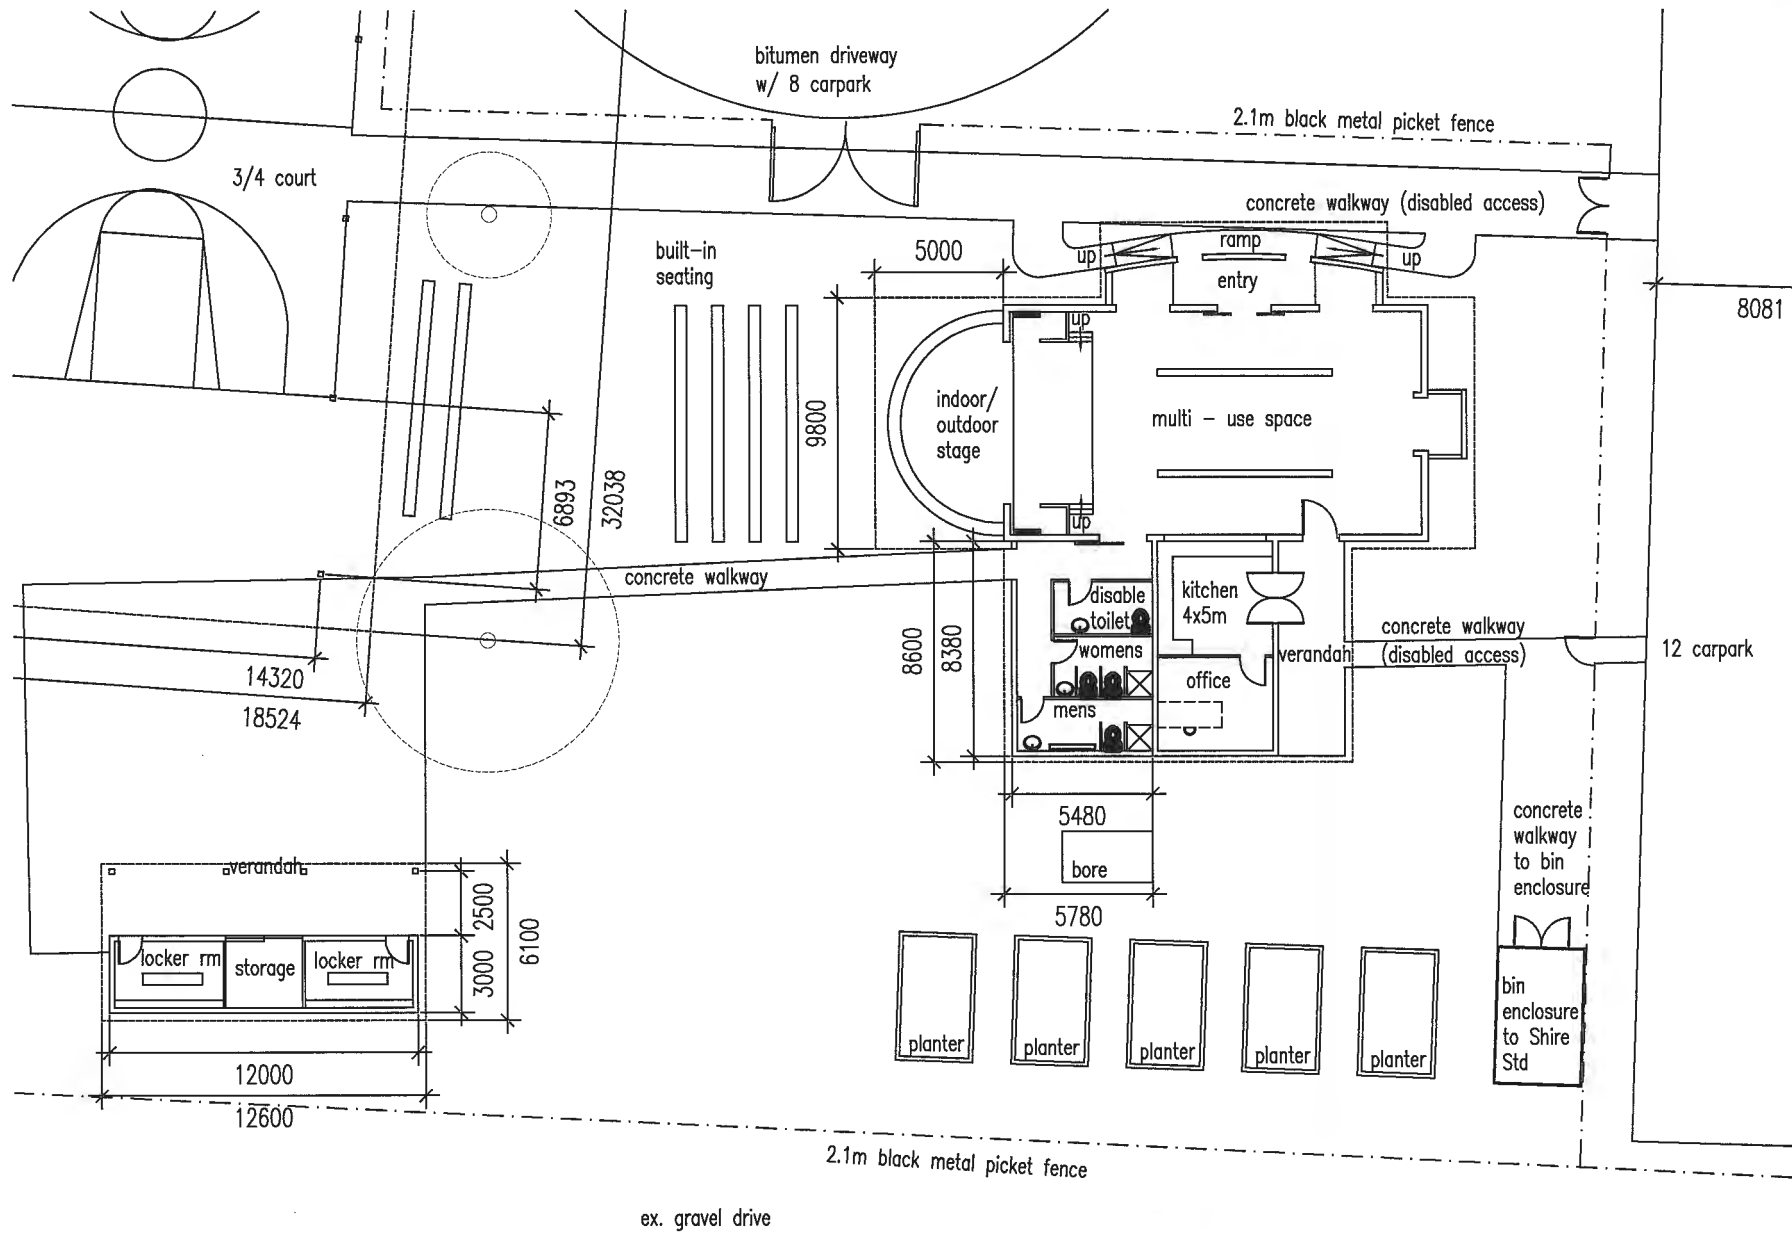 bitumen driveway
w/ 8 carpark
2.1m black metal picket fence
3/4 court
concrete walkway (disabled access)
built-in
seating
5000
up
ramp
up
entry
8081
up
9800
indoor/
outdoor
stage
multi - use space
6893
32038
up
concrete walkway
disable
toilet
kitchen
4x5m
concrete walkway
(disabled access)
12 carpark
8600
8380
womens
verandah
office
14320
18524
mens
5480
bore
5780
concrete
walkway
to bin
enclosure
verandah
2500
6100
3000
locker rm
storage
locker rm
bin
enclosure
to Shire
Std
planter
planter
planter
planter
planter
12000
12600
2.1m black metal picket fence
ex. gravel drive